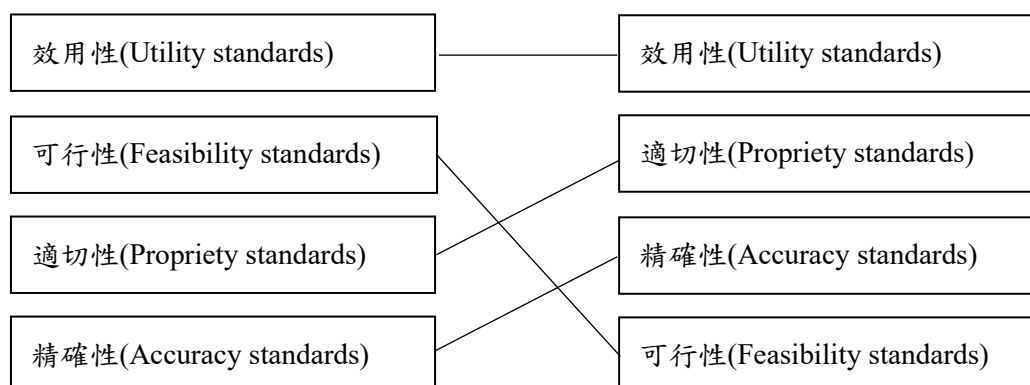 效用性(Utility standards)
效用性(Utility standards)
可行性(Feasibility standards)
適切性(Propriety standards)
適切性(Propriety standards)
精確性(Accuracy standards)
精確性(Accuracy standards)
可行性(Feasibility standards)